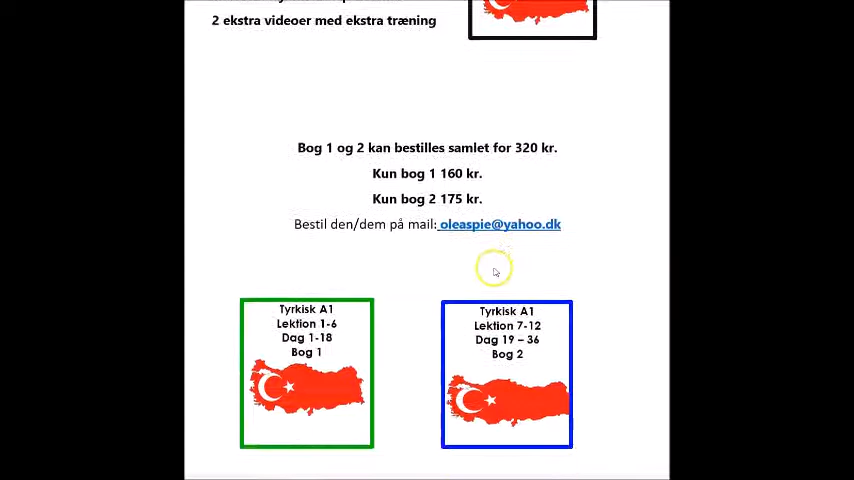 2 ekstra videoer med ekstra træning
Bog 1 og 2 kan bestilles samlet for 320 kr.
Kun bog 1 160 kr.
Kun bog 2 175 kr.
Bestil den/dem på mail: oleaspie@yahoo.dk
Tyrkisk A1
Lektion 1-6
Dag 1-18
Bog 1
Tyrkisk A1
Lektion 7-12
Dag 19 – 36
Bog 2